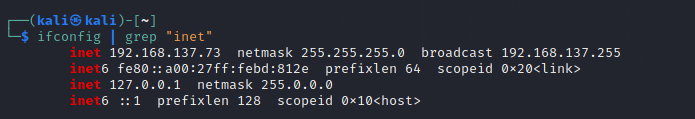 ┌──(kali㉿kali)-[~]
└─$ ifconfig | grep "inet"
inet 192.168.137.73  netmask 255.255.255.0  broadcast 192.168.137.255
inet6 fe80::a00:27ff:febd:812e  prefixlen 64  scopeid 0×20<link>
inet 127.0.0.1  netmask 255.0.0.0
inet6 ::1  prefixlen 128  scopeid 0×10<host>